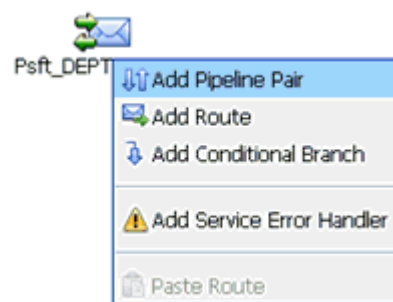 Psft_DEPT
Add Pipeline Pair
Add Route
Add Conditional Branch
Add Service Error Handler
Paste Route